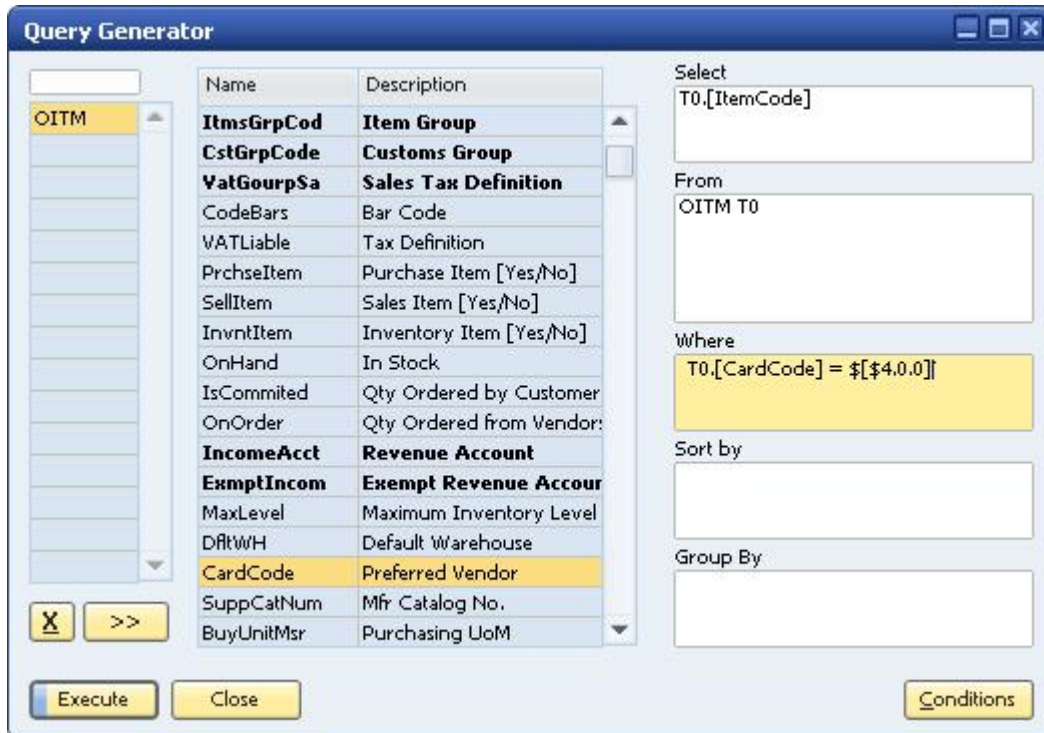 Query Generator
OITM
Name Description
ItmsGrpCod Item Group
CstGrpCode Customs Group
VatGourpSa Sales Tax Definition
CodeBars Bar Code
VATLiable Tax Definition
PrchseItem Purchase Item [Yes/No]
SellItem Sales Item [Yes/No]
InvntItem Inventory Item [Yes/No]
OnHand In Stock
IsCommited Qty Ordered by Customer
OnOrder Qty Ordered from Vendor:
IncomeAcct Revenue Account
ExmptIncom Exempt Revenue Accour
MaxLevel Maximum Inventory Level
DfltWH Default Warehouse
CardCode Preferred Vendor
SuppCatNum Mfr Catalog No.
BuyUnitMsr Purchasing UoM
Select
T0.[ItemCode]
From
OITM T0
Where
T0.[CardCode] = $[$4.0.0]
Sort by
Group By
X >>
Execute Close Conditions